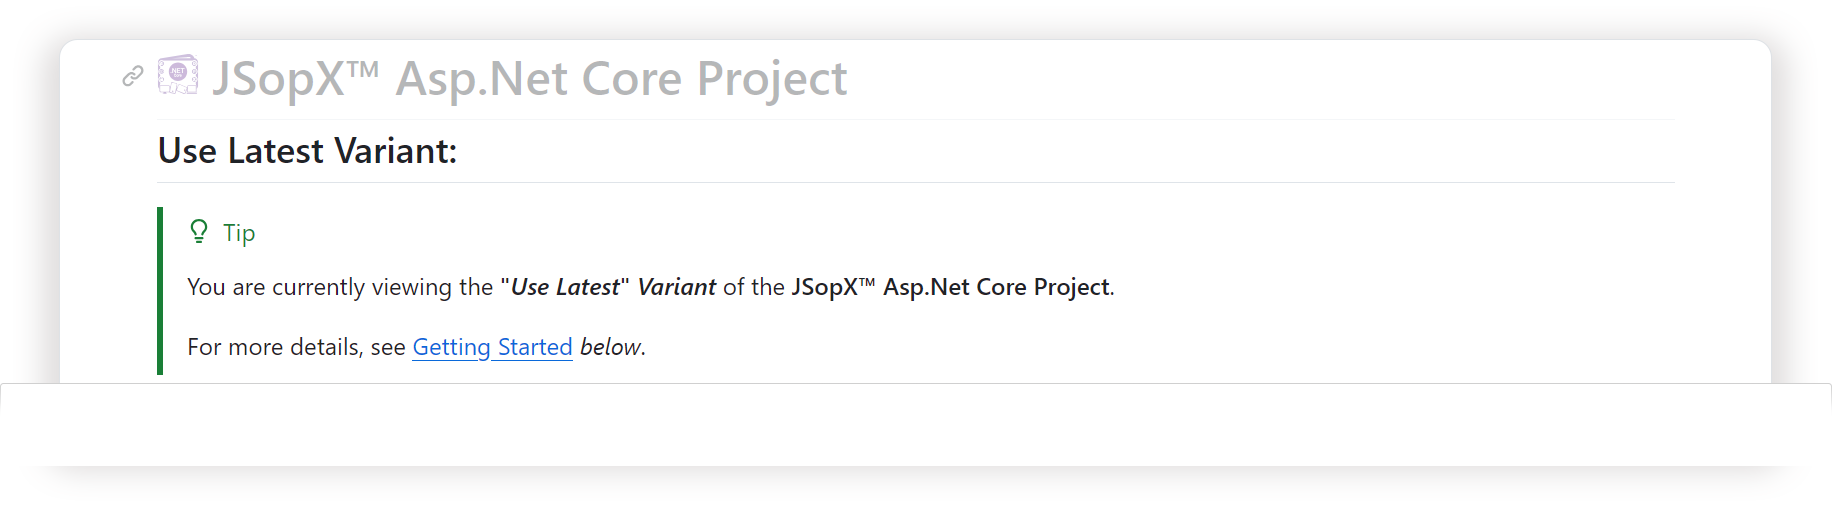 JSopX™ Asp.Net Core Project
Use Latest Variant:
Tip
You are currently viewing the "Use Latest" Variant of the JSopX™ Asp.Net Core Project.
For more details, see Getting Started below.